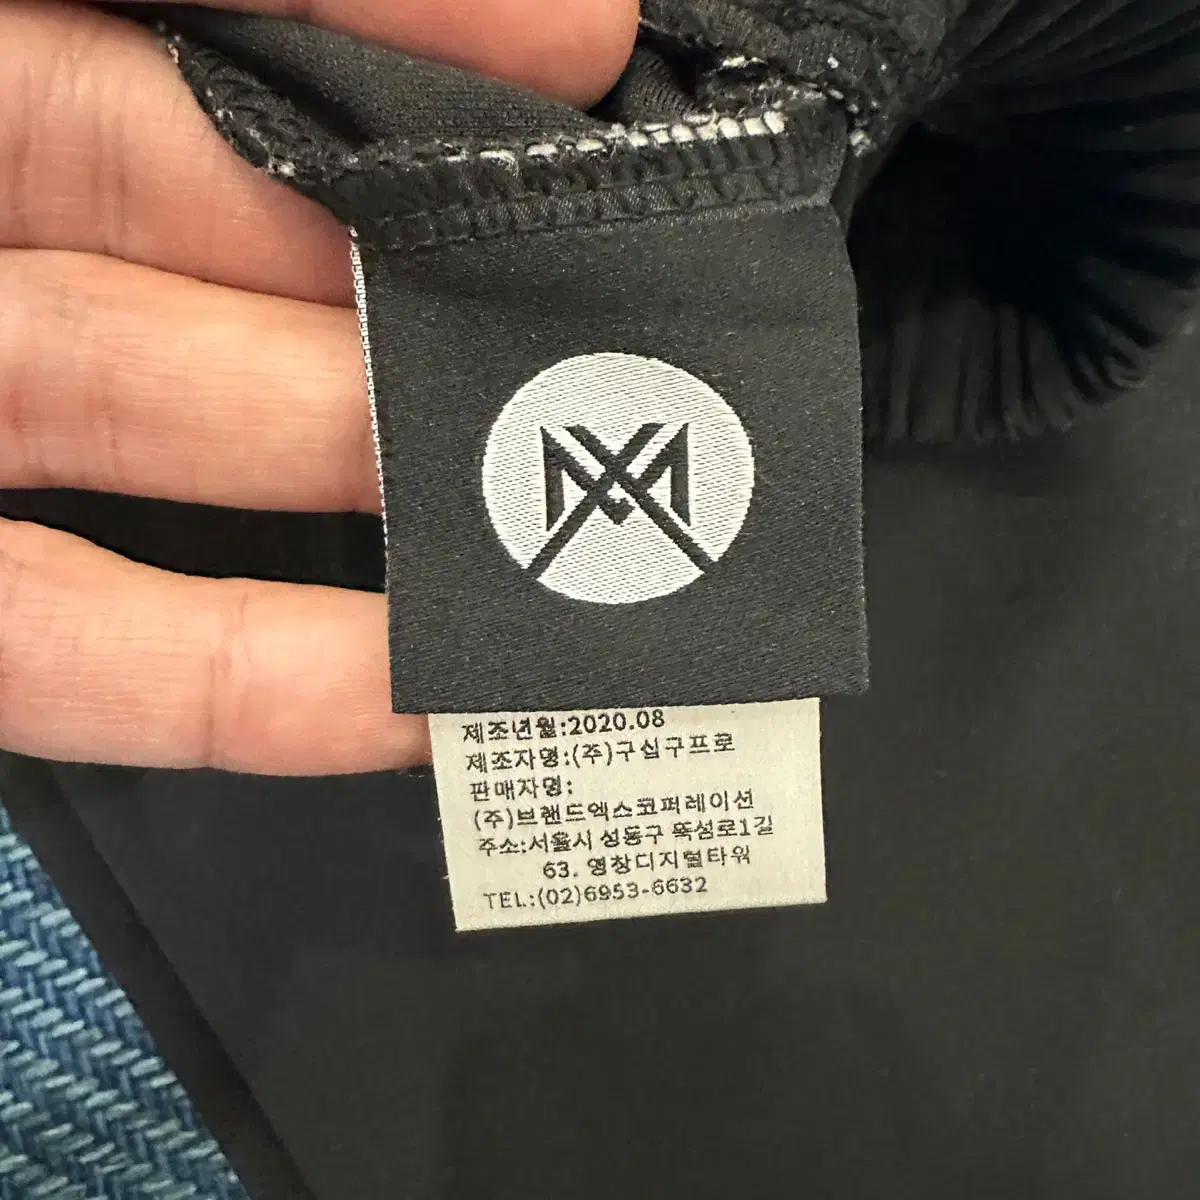 제조년월:2020.08
제조자명:(주)구십구프로
판매자명:
(주)브랜드엑스코퍼레이션
주소:서울시 성동구 뚝섬로1길
63. 영창디지털타워
TEL:(02)6953-6632